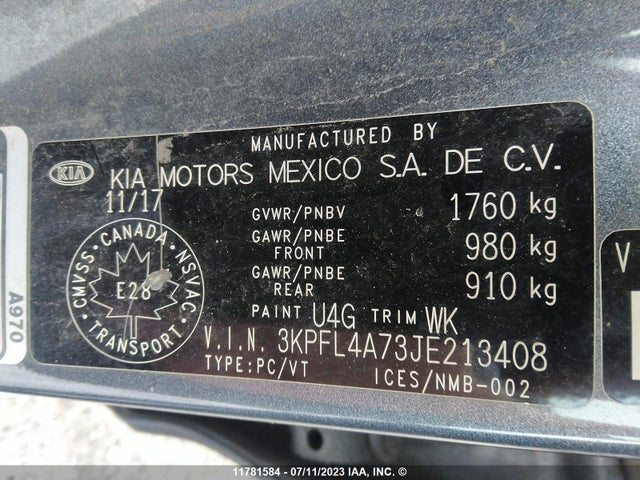 MANUFACTURED BY
KIA KIA MOTORS MEXICO S.A. DE C.V.
11/17
GVWR/PNBV 1760 kg
GAWR/PNBE FRONT 980 kg
GAWR/PNBE REAR 910 kg
CMVSS · CANADA · NSVAC
E28
TRANSPORT
PAINT U4G TRIM WK
V.I.N. 3KPFL4A73JE213408
TYPE:PC/VT ICES/NMB-002
A970
V
11781584 - 07/11/2023 IAA, INC. ©